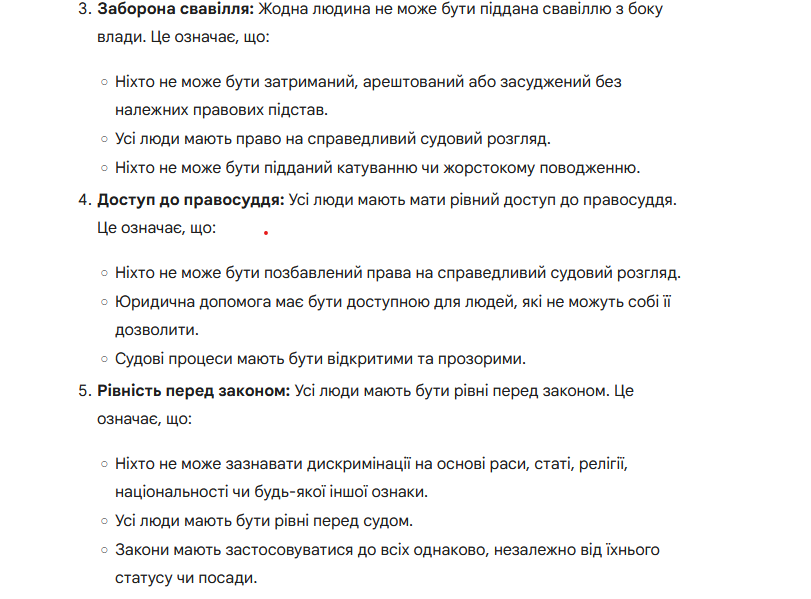 3. Заборона свавілля: Жодна людина не може бути піддана свавіллю з боку
влади. Це означає, що:
○ Ніхто не може бути затриманий, арештований або засуджений без
належних правових підстав.
○ Усі люди мають право на справедливий судовий розгляд.
○ Ніхто не може бути підданий катуванню чи жорстокому поводженню.
4. Доступ до правосуддя: Усі люди мають мати рівний доступ до правосуддя.
Це означає, що:
○ Ніхто не може бути позбавлений права на справедливий судовий розгляд.
○ Юридична допомога має бути доступною для людей, які не можуть собі її
дозволити.
○ Судові процеси мають бути відкритими та прозорими.
5. Рівність перед законом: Усі люди мають бути рівні перед законом. Це
означає, що:
○ Ніхто не може зазнавати дискримінації на основі раси, статі, релігії,
національності чи будь-якої іншої ознаки.
○ Усі люди мають бути рівні перед судом.
○ Закони мають застосовуватися до всіх однаково, незалежно від їхнього
статусу чи посади.